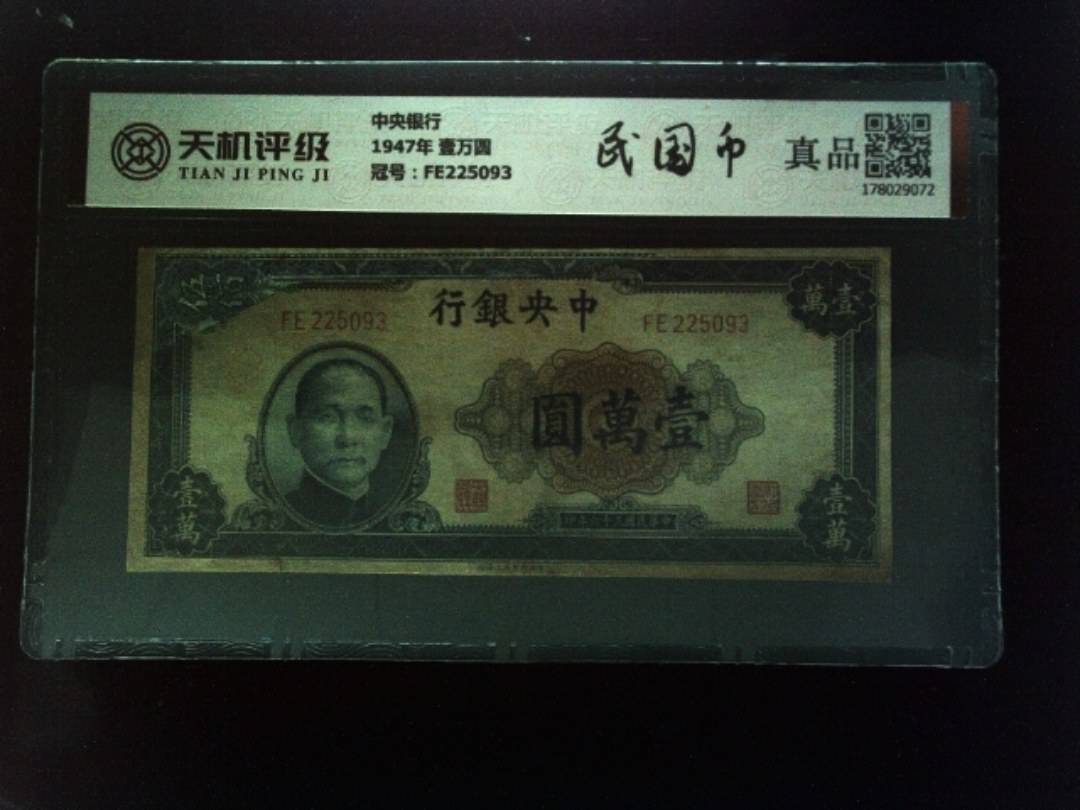 天机评级
TIAN JI PING JI
中央银行
1947年 壹万圆
冠号：FE225093
民国币
真品
178029072
行銀央中
FE225093
FE225093
萬壹
圓萬壹
壹萬
壹萬